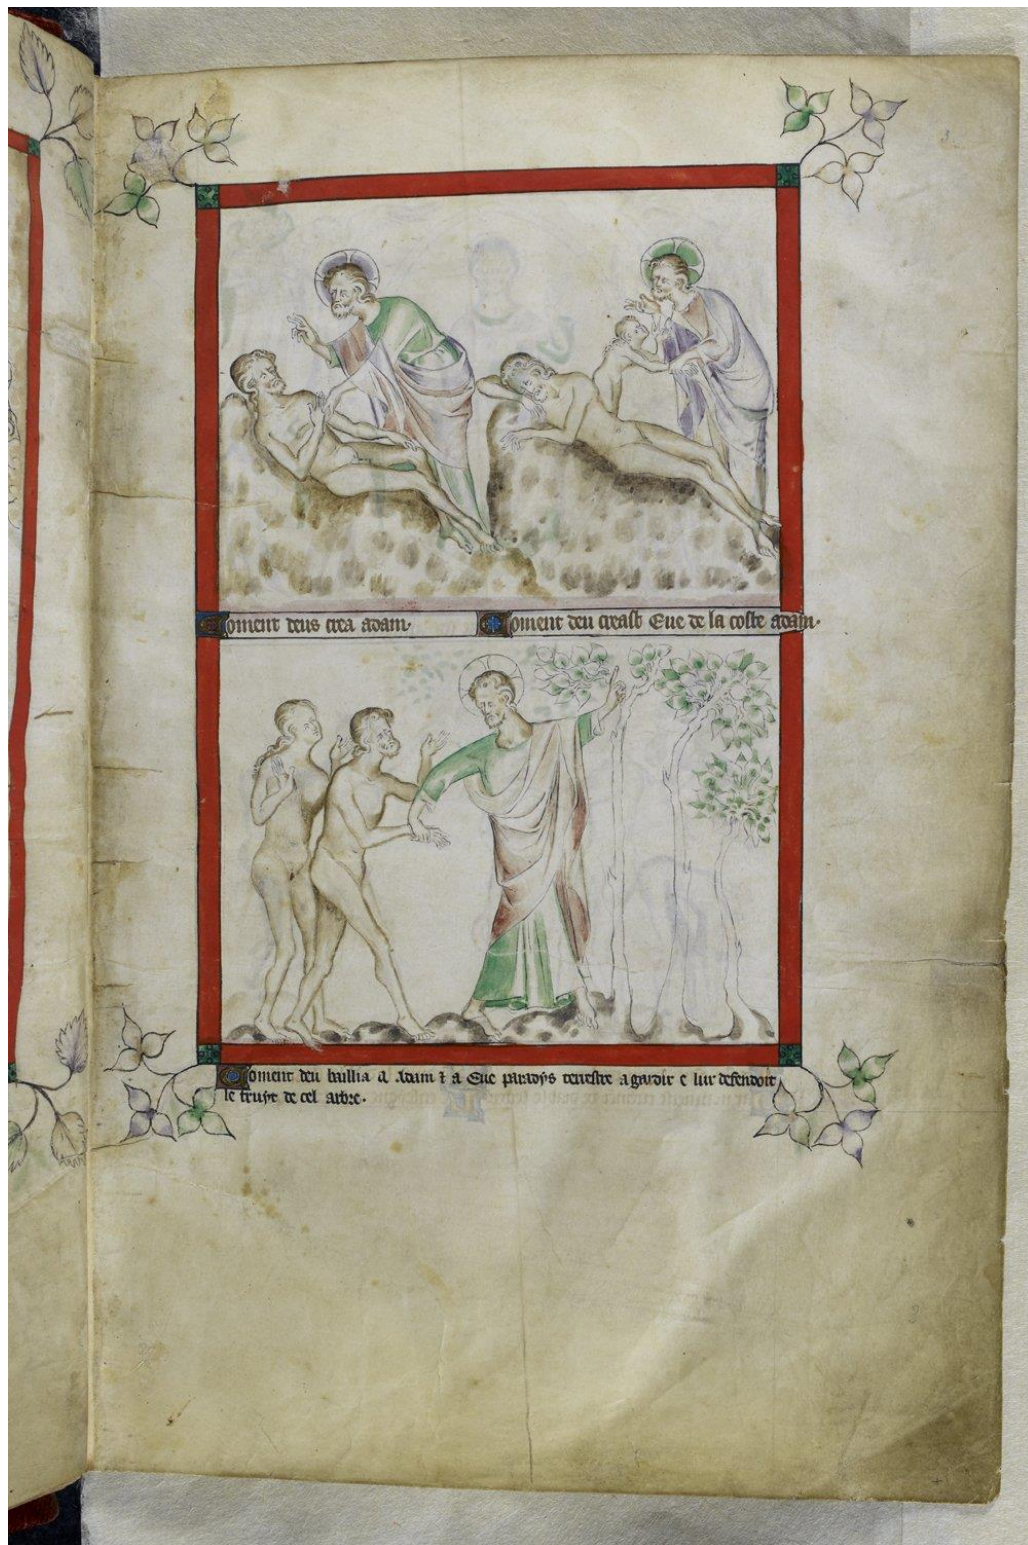 Coment deus crea adam·
Coment deu creast Eue de la coste adam·
Coment deu baillia a Adam ⁊ a Eue paradys terrestre a gardir e lur defendoit
le fruyt de cel arbre·